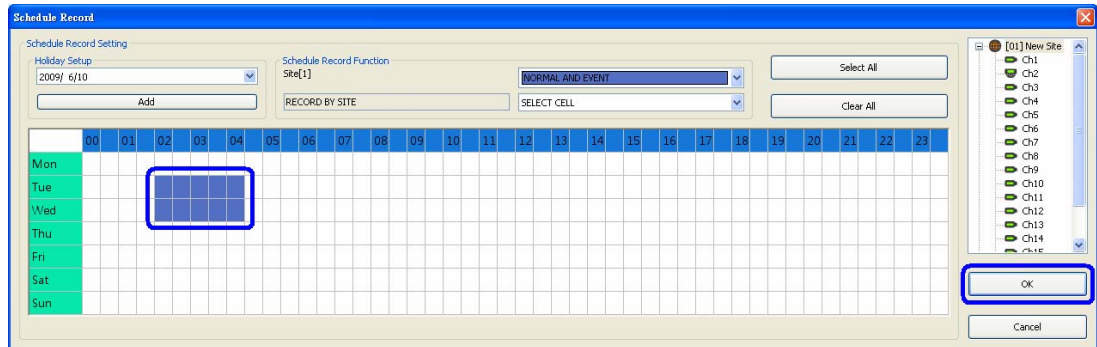 Schedule Record
Schedule Record Setting
Holiday Setup
2009/ 6/10
Add
Schedule Record Function
Site[1]
NORMAL AND EVENT
RECORD BY SITE
SELECT CELL
Select All
Clear All
00 01 02 03 04 05 06 07 08 09 10 11 12 13 14 15 16 17 18 19 20 21 22 23
Mon
Tue
Wed
Thu
Fri
Sat
Sun
[01] New Site
Ch1
Ch2
Ch3
Ch4
Ch5
Ch6
Ch7
Ch8
Ch9
Ch10
Ch11
Ch12
Ch13
Ch14
Ch15
OK
Cancel